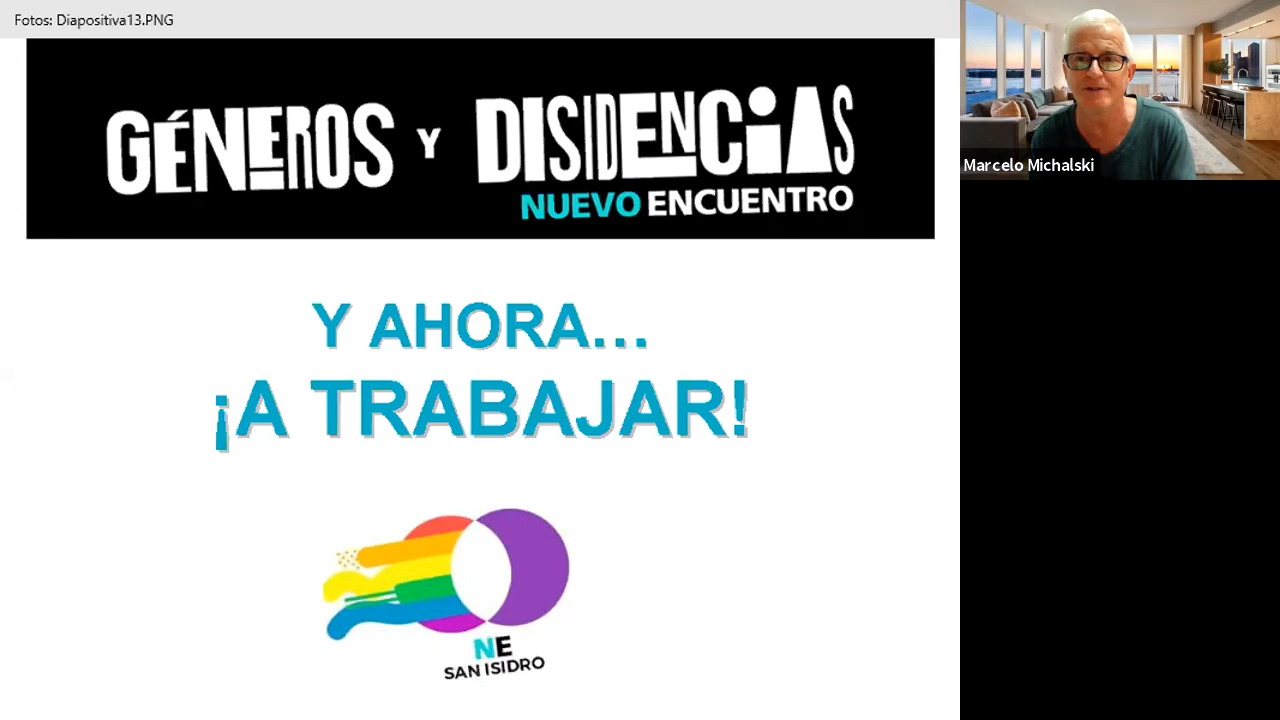 Fotos: Diapositiva13.PNG
GÉNEROS Y DISIDENCIAS
NUEVO ENCUENTRO
Y AHORA...
¡A TRABAJAR!
NE
SAN ISIDRO
Marcelo Michalski